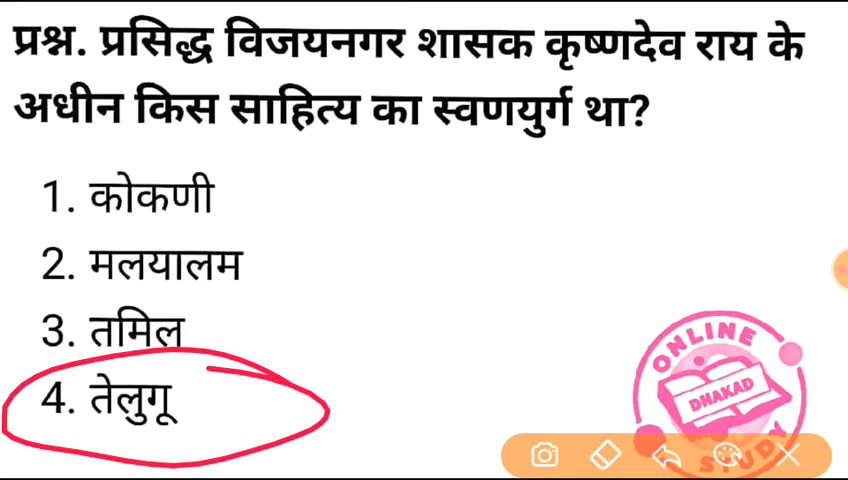 प्रश्न. प्रसिद्ध विजयनगर शासक कृष्णदेव राय के
अधीन किस साहित्य का स्वणयुर्ग था?
1. कोकणी
2. मलयालम
3. तमिल
4. तेलुगू
ONLINE
DHAKAD
STUDY